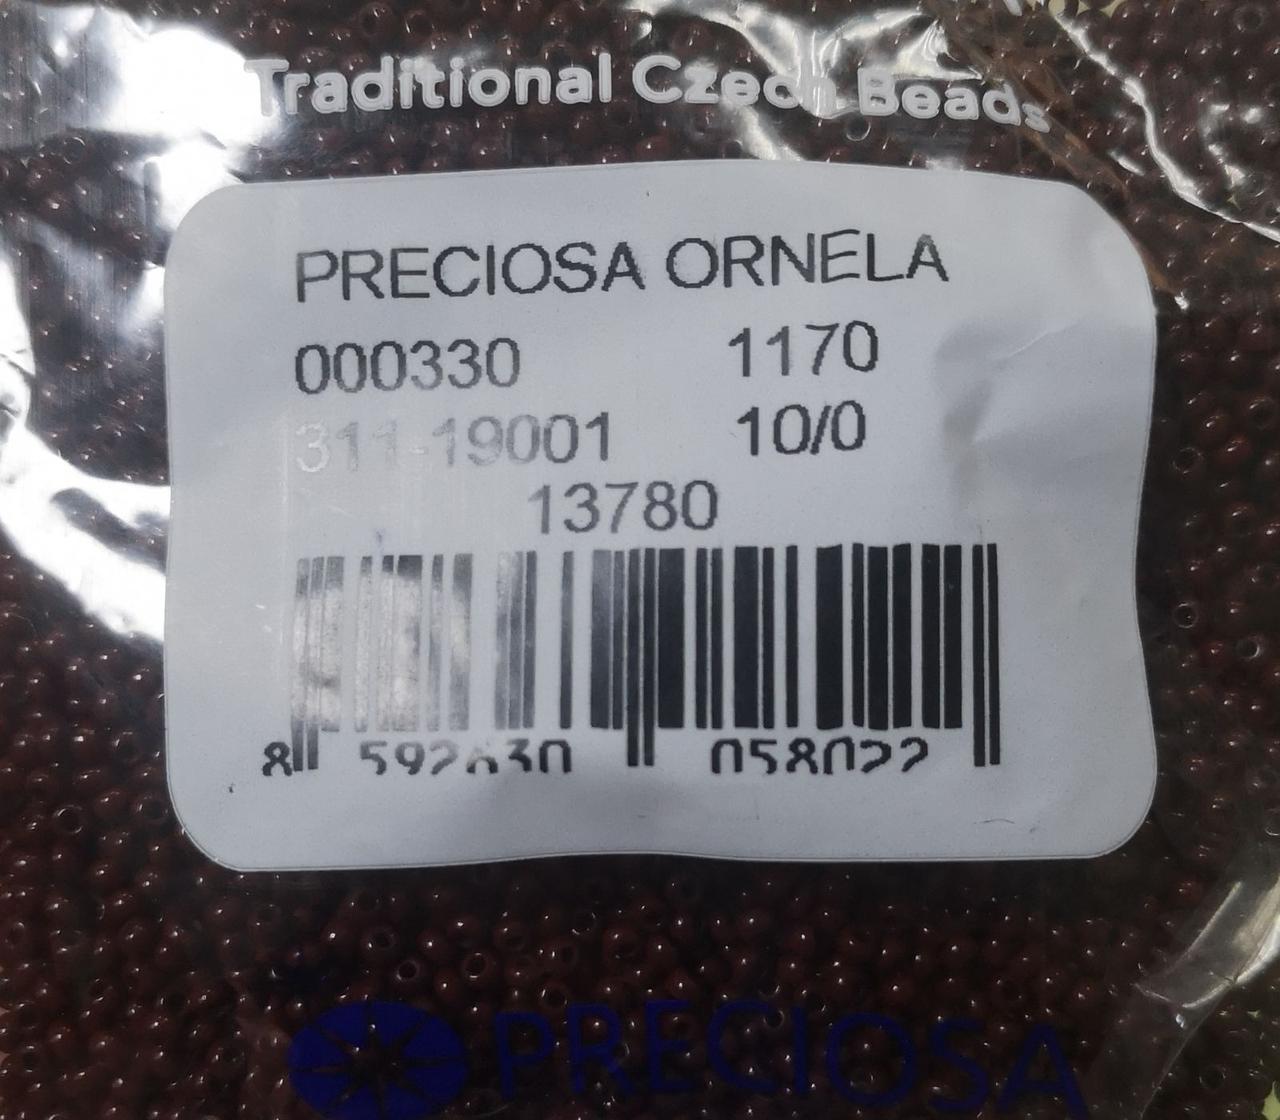 Traditional Czech Beads
PRECIOSA ORNELA
000330 1170
311-19001 10/0
13780
8 592630 058022
PRECIOSA